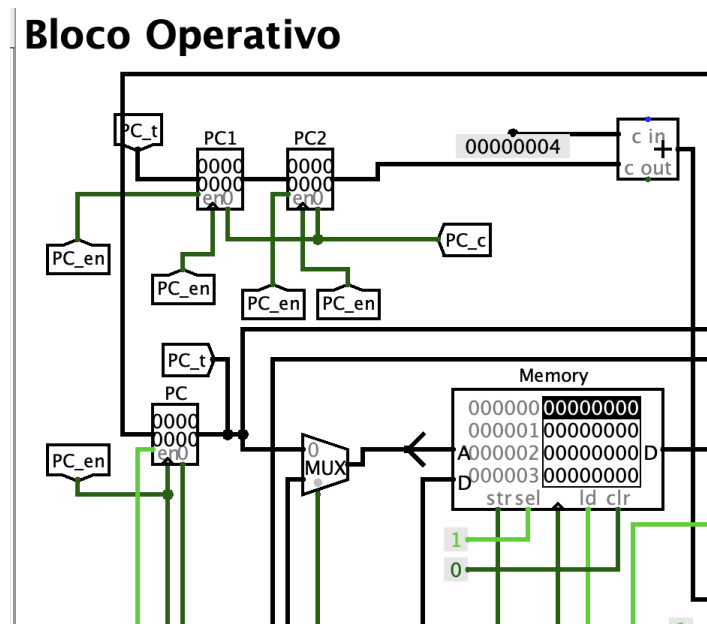 Bloco Operativo
PC_t
PC1
PC2
0000
0000
en0
0000
0000
en0
00000004
c in
+
c out
PC_en
PC_c
PC_en
PC_en
PC_en
PC_t
PC
0000
0000
en0
PC_en
0
MUX
Memory
000000 00000000
000001 00000000
A 000002 00000000 D
D 000003 00000000
str sel ld clr
1
0